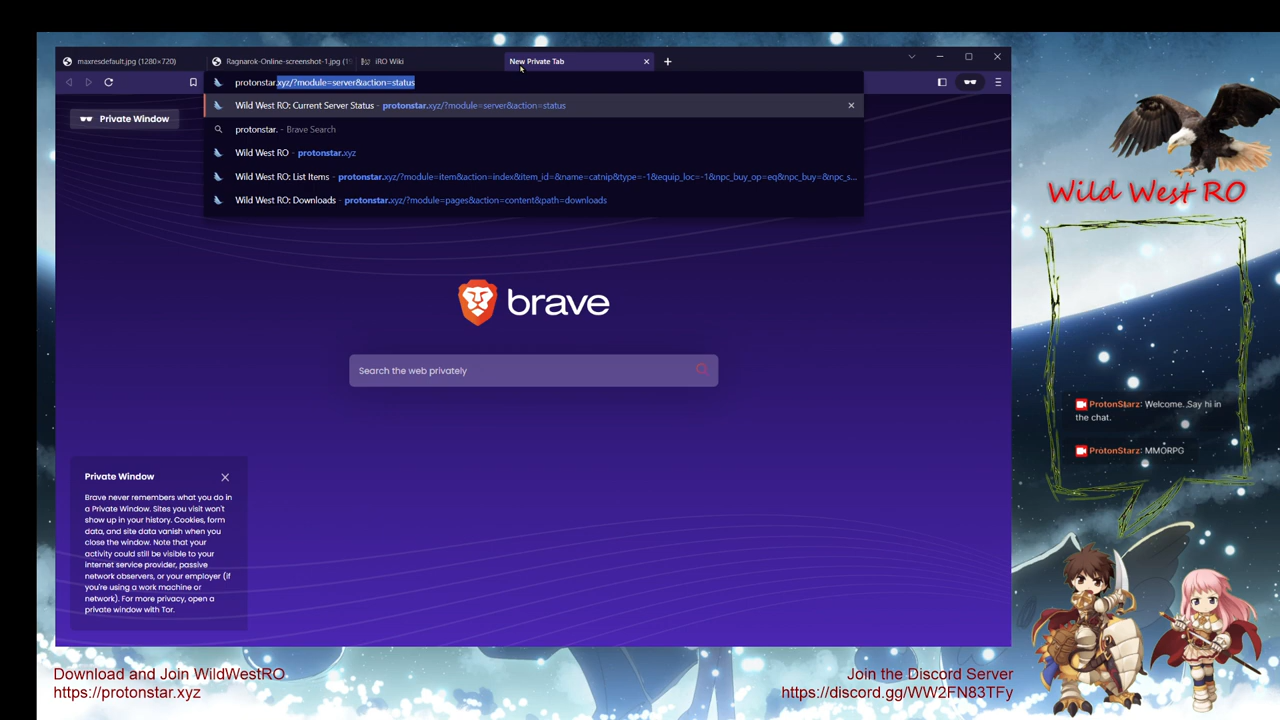 maxresdefault.jpg (1280×720)
Ragnarok-Online-screenshot-1.jpg (1
iRO Wiki
New Private Tab
protonstar.xyz/?module=server&action=status
Private Window
Wild West RO: Current Server Status - protonstar.xyz/?module=server&action=status
protonstar. - Brave Search
Wild West RO - protonstar.xyz
Wild West RO: List Items - protonstar.xyz/?module=item&action=index&item_id=&name=catnip&type=-1&equip_loc=-1&npc_buy_op=eq&npc_buy=&npc_s...
Wild West RO: Downloads - protonstar.xyz/?module=pages&action=content&path=downloads
brave
Search the web privately
Private Window
Brave never remembers what you do in
a Private Window. Sites you visit won't
show up in your history. Cookies, form
data, and site data vanish when you
close the window. Note that your
activity could still be visible to your
internet service provider, passive
network observers, or your employer (if
you're using a work machine or
network). For more privacy, open a
private window with Tor.
Wild West RO
ProtonStarz: Welcome. Say hi in
the chat.
ProtonStarz: MMORPG
Download and Join WildWestRO
https://protonstar.xyz
Join the Discord Server
https://discord.gg/WW2FN83TFy